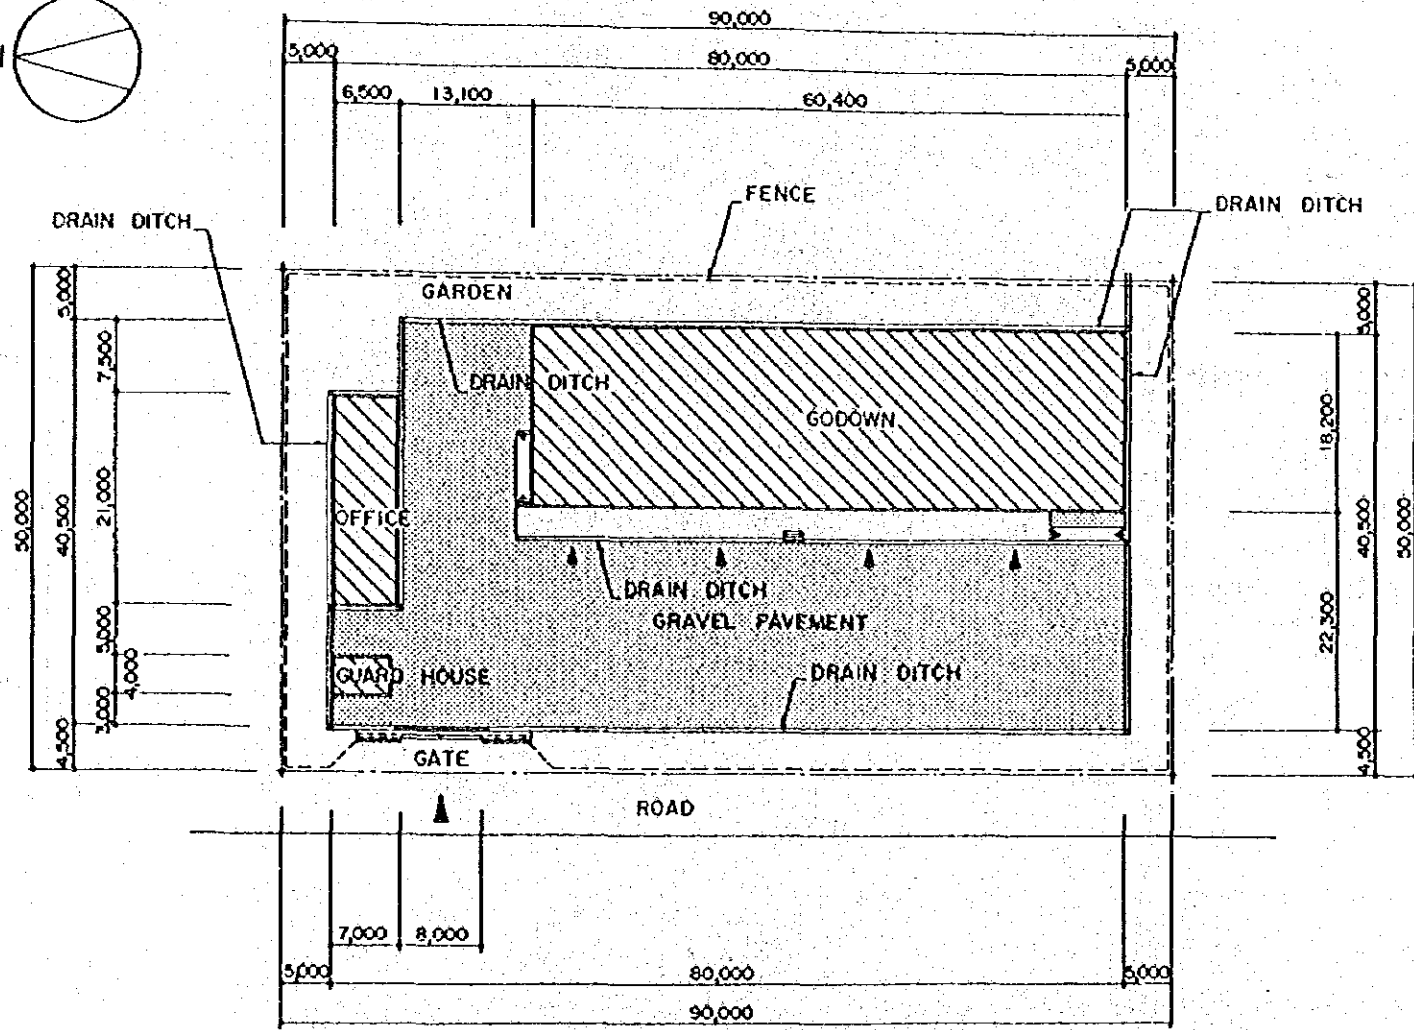 90,000
5,000
80,000
5,000
6,500
13,100
60,400
FENCE
DRAIN DITCH
DRAIN DITCH
GARDEN
DRAIN DITCH
GODOWN
OFFICE
DRAIN DITCH
GRAVEL PAVEMENT
GUARD HOUSE
DRAIN DITCH
GATE
ROAD
50,000
5,000
40,500
4,500
7,500
21,000
5,000
4,000
3,000
5,000
18,200
40,500
22,300
4,500
50,000
7,000
8,000
5,000
80,000
5,000
90,000